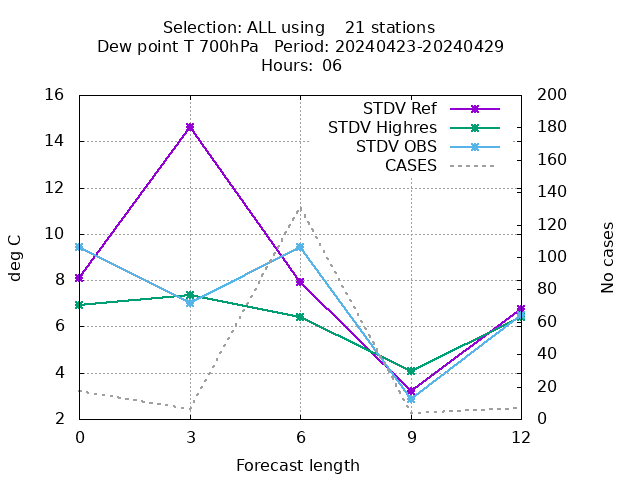 Selection: ALL using    21 stations
Dew point T 700hPa   Period: 20240423-20240429
Hours: 06
STDV Ref
STDV Highres
STDV OBS
CASES
deg C
16
14
12
10
8
6
4
2
200
180
160
140
120
100
80
60
40
20
0
No cases
0 3 6 9 12
Forecast length